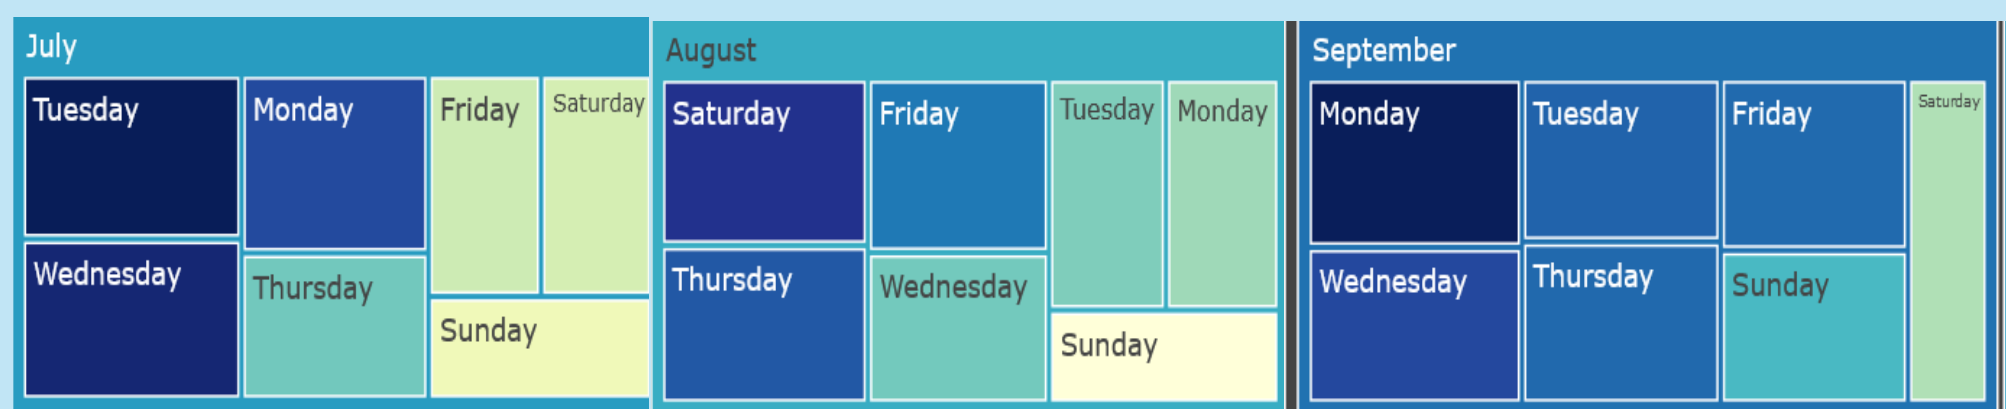 July
Tuesday
Monday
Friday
Saturday
Wednesday
Thursday
Sunday
August
Saturday
Friday
Tuesday
Monday
Thursday
Wednesday
Sunday
September
Monday
Tuesday
Friday
Saturday
Wednesday
Thursday
Sunday